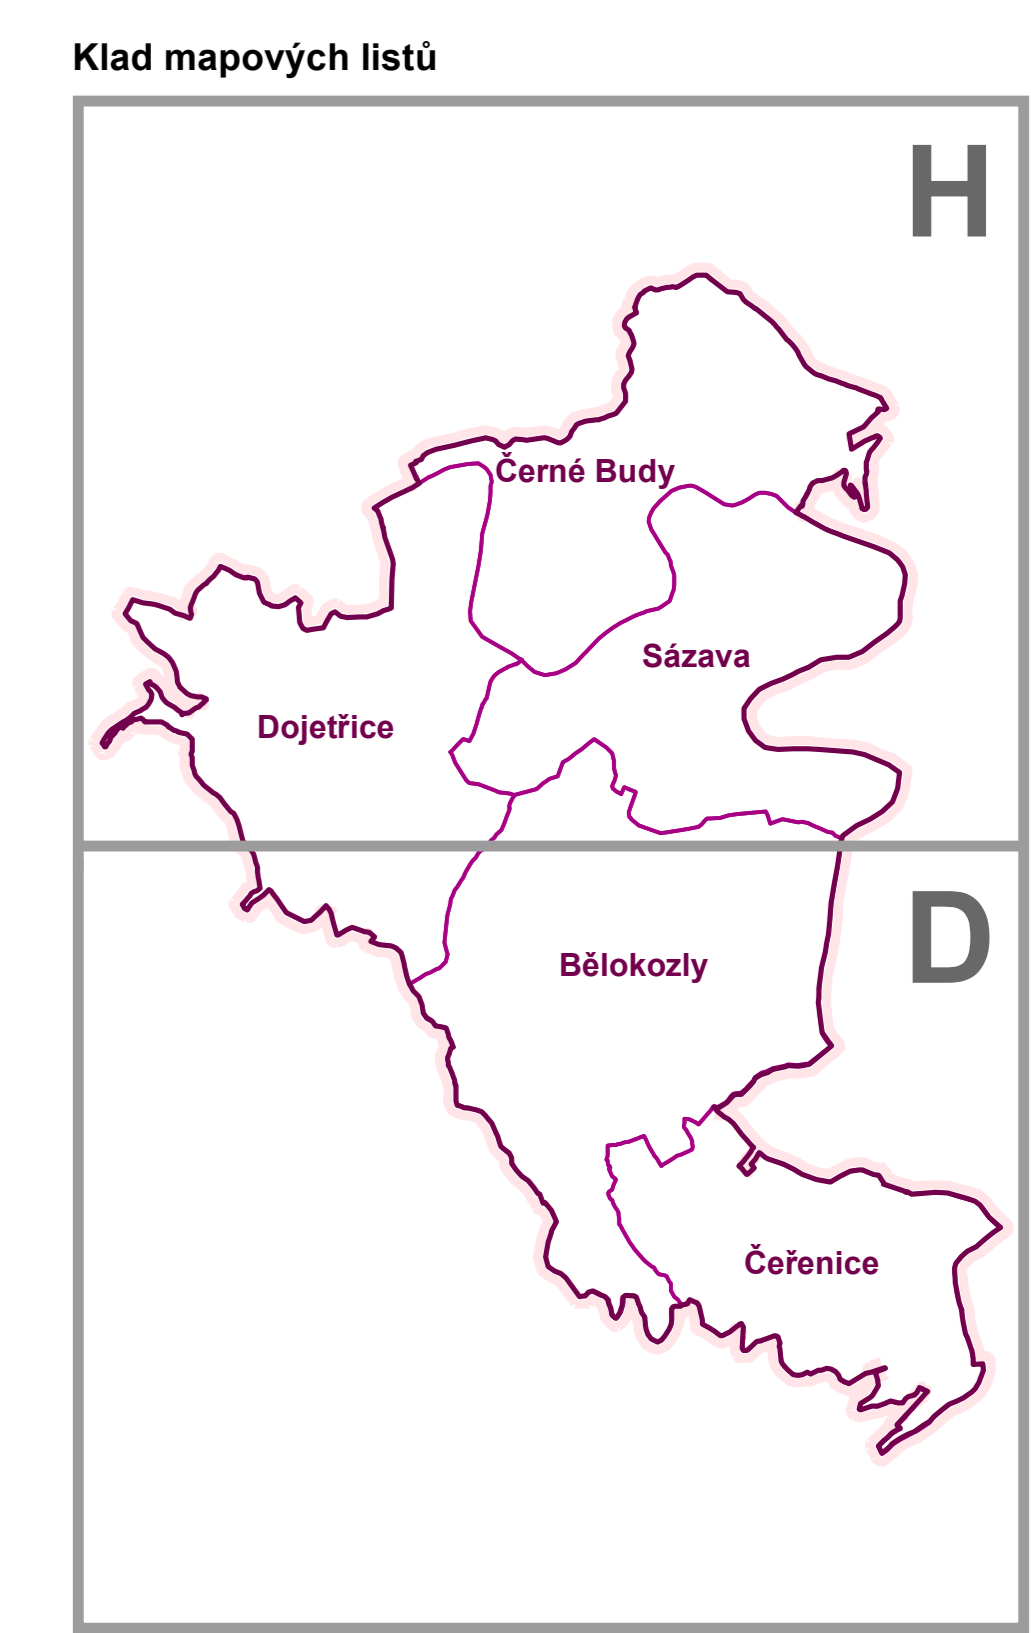 Klad mapových listů
H
Černé Budy
Sázava
Dojetřice
D
Bělokozly
Čeřenice